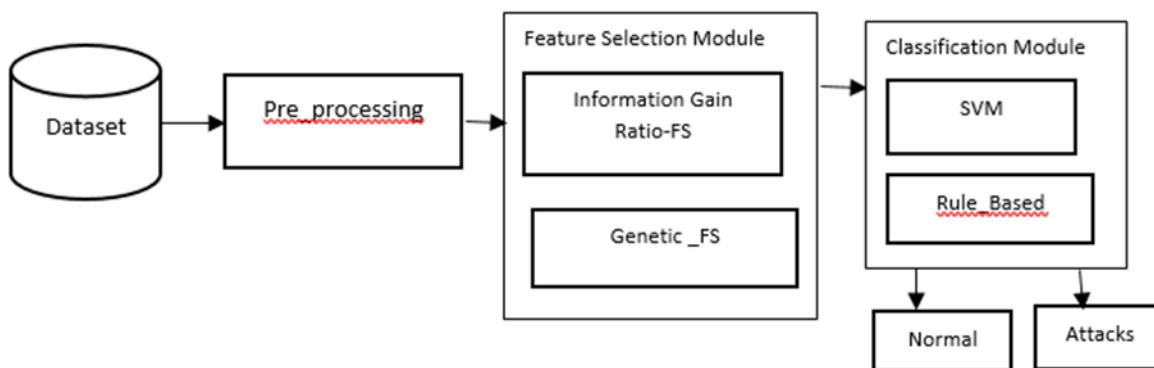 Dataset
Pre_processing
Feature Selection Module
Information Gain
Ratio-FS
Genetic _FS
Classification Module
SVM
Rule_Based
Normal
Attacks